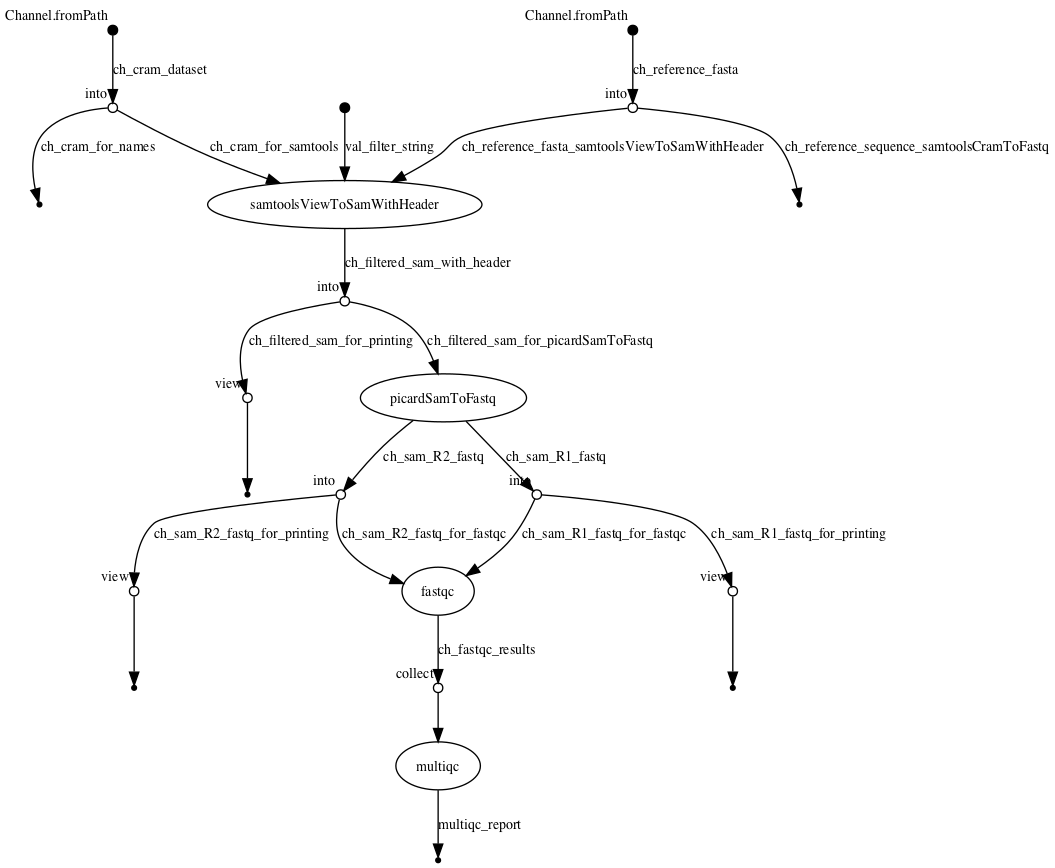 Channel.fromPath
Channel.fromPath
ch_cram_dataset
ch_reference_fasta
into
into
ch_cram_for_names
ch_cram_for_samtools
val_filter_string
ch_reference_fasta_samtoolsViewToSamWithHeader
ch_reference_sequence_samtoolsCramToFastq
samtoolsViewToSamWithHeader
ch_filtered_sam_with_header
into
ch_filtered_sam_for_printing
ch_filtered_sam_for_picardSamToFastq
view
picardSamToFastq
ch_sam_R2_fastq
ch_sam_R1_fastq
into
into
ch_sam_R2_fastq_for_printing
ch_sam_R2_fastq_for_fastqc
ch_sam_R1_fastq_for_fastqc
ch_sam_R1_fastq_for_printing
view
fastqc
view
ch_fastqc_results
collect
multiqc
multiqc_report